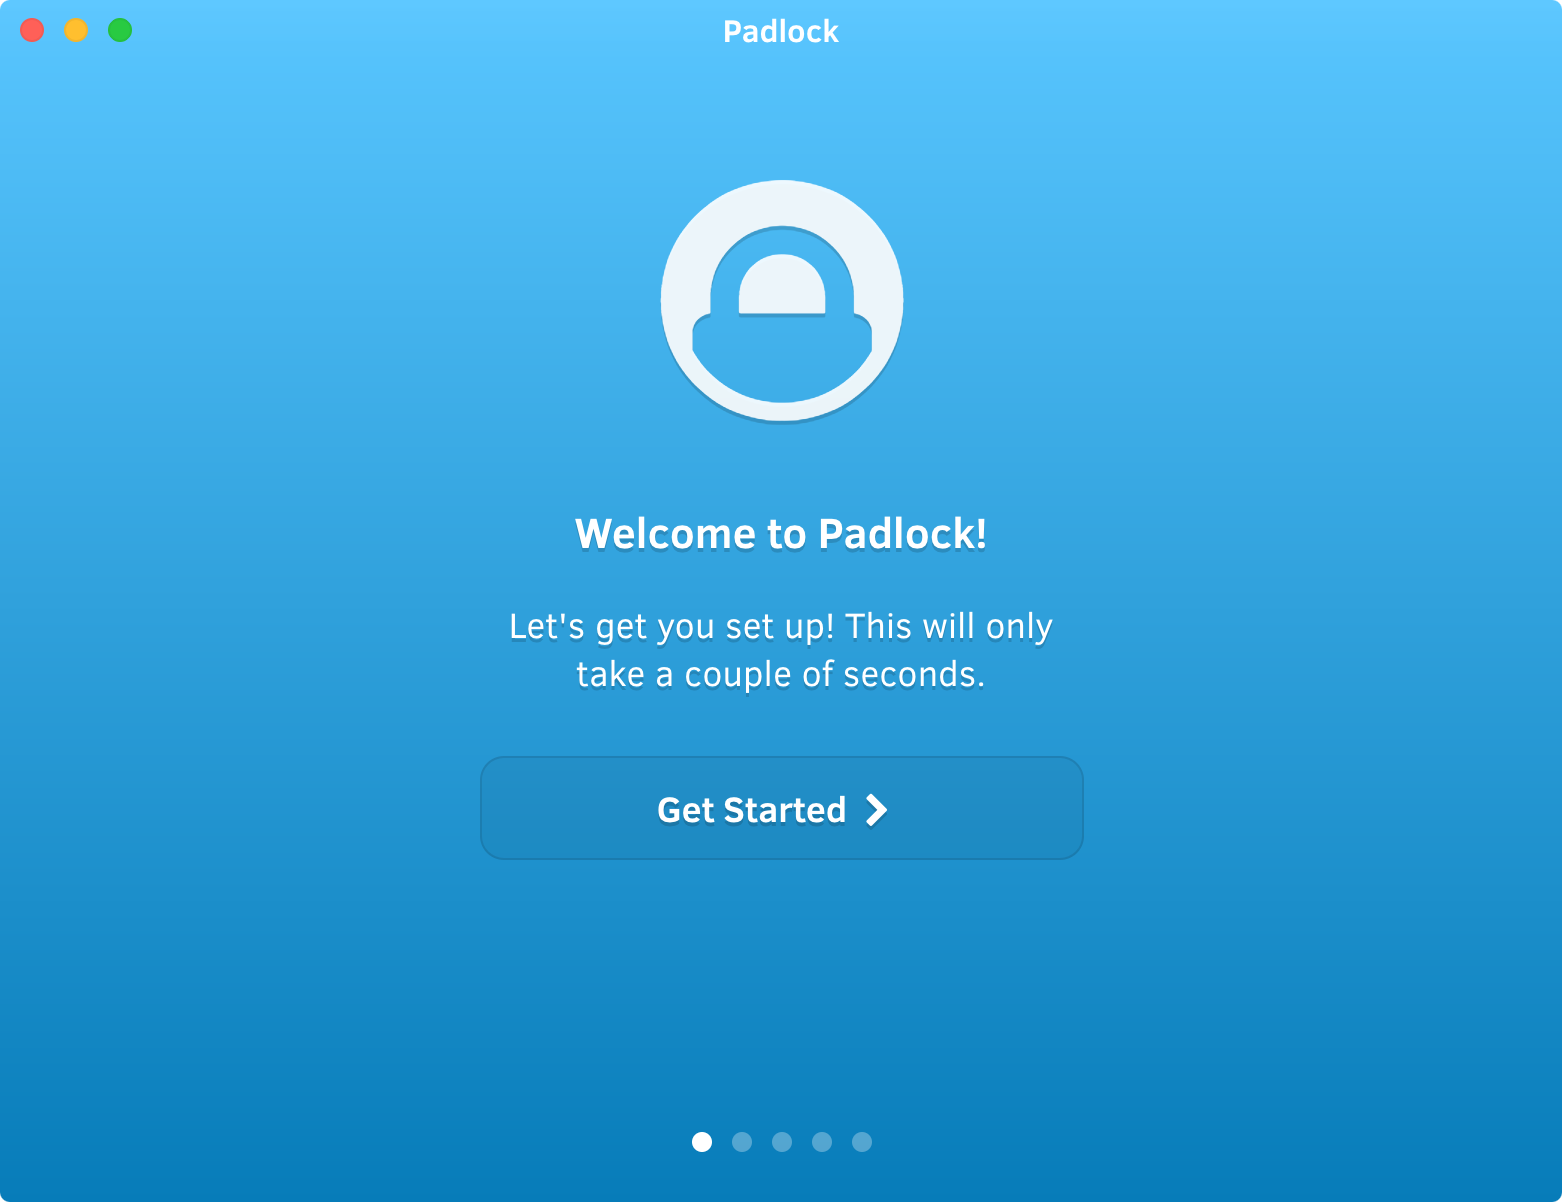 Padlock
Welcome to Padlock!
Let's get you set up! This will only
take a couple of seconds.
Get Started